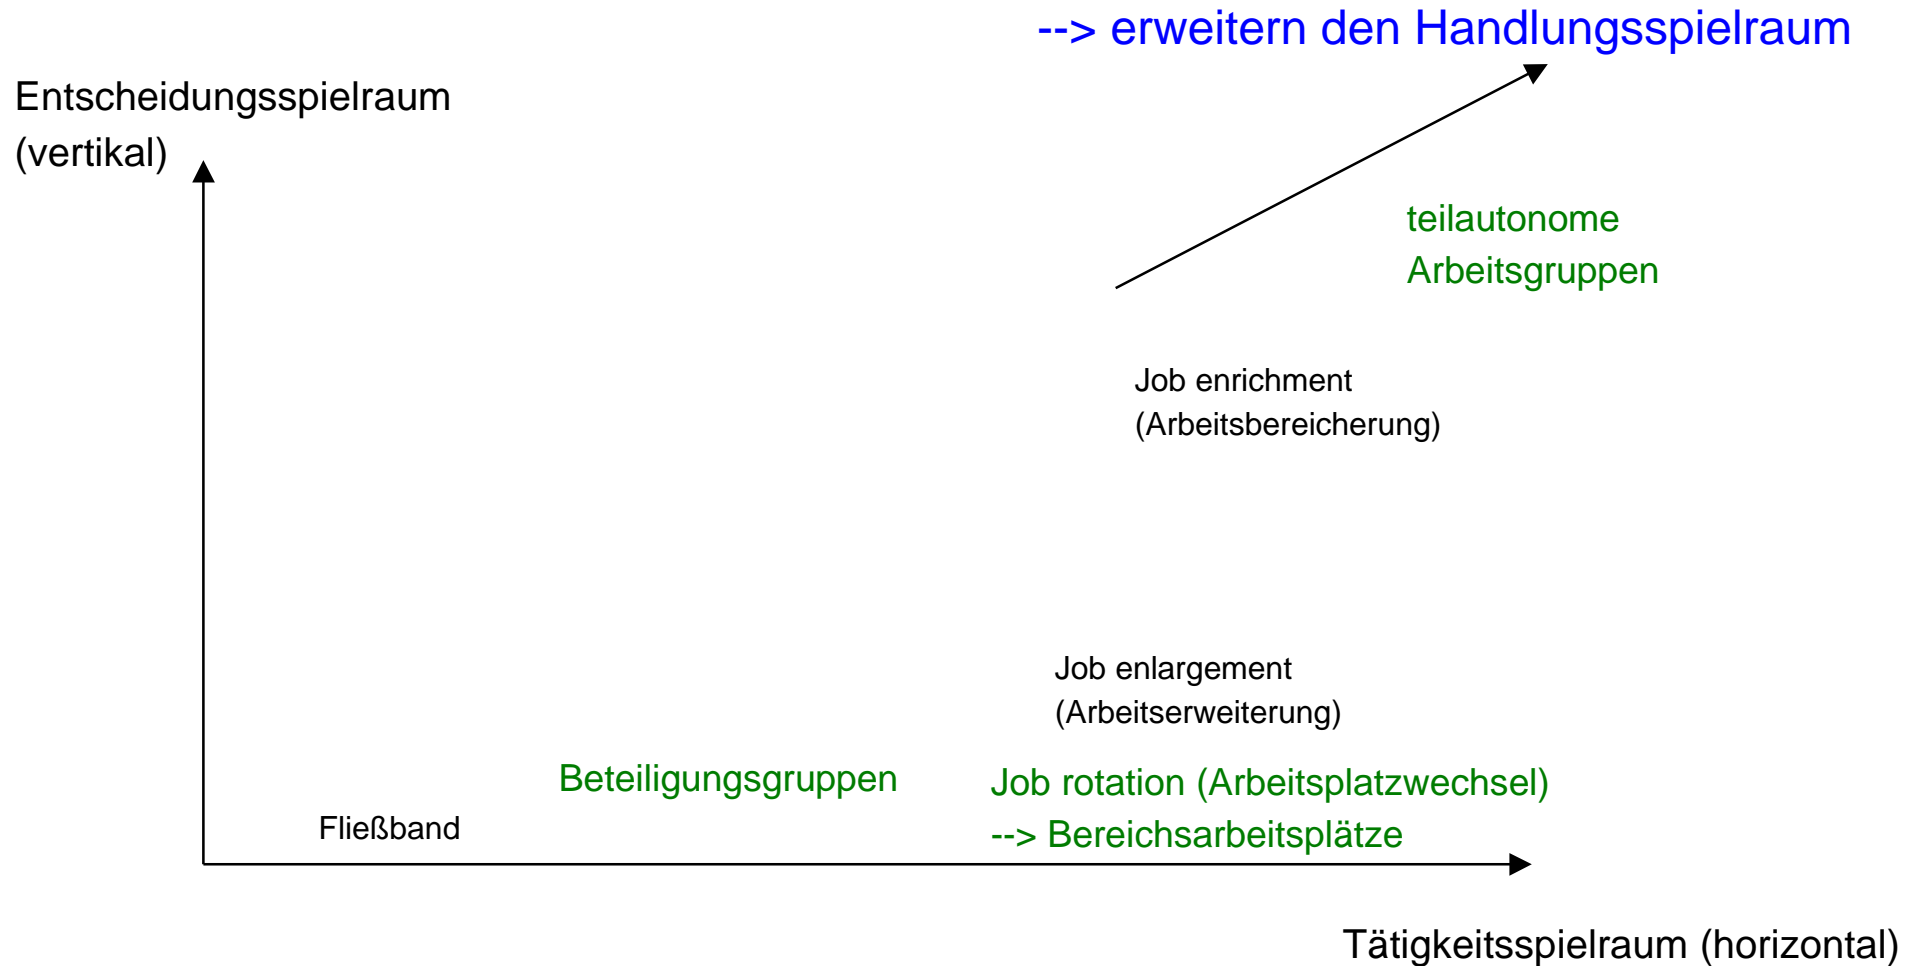 --> erweitern den Handlungsspielraum
Entscheidungsspielraum
(vertikal)
teilautonome
Arbeitsgruppen
Job enrichment
(Arbeitsbereicherung)
Job enlargement
(Arbeitserweiterung)
Beteiligungsgruppen
Job rotation (Arbeitsplatzwechsel)
--> Bereichsarbeitsplätze
Fließband
Tätigkeitsspielraum (horizontal)